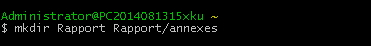 Administrator@PC2014081315xku ~
$ mkdir Rapport Rapport/annexes